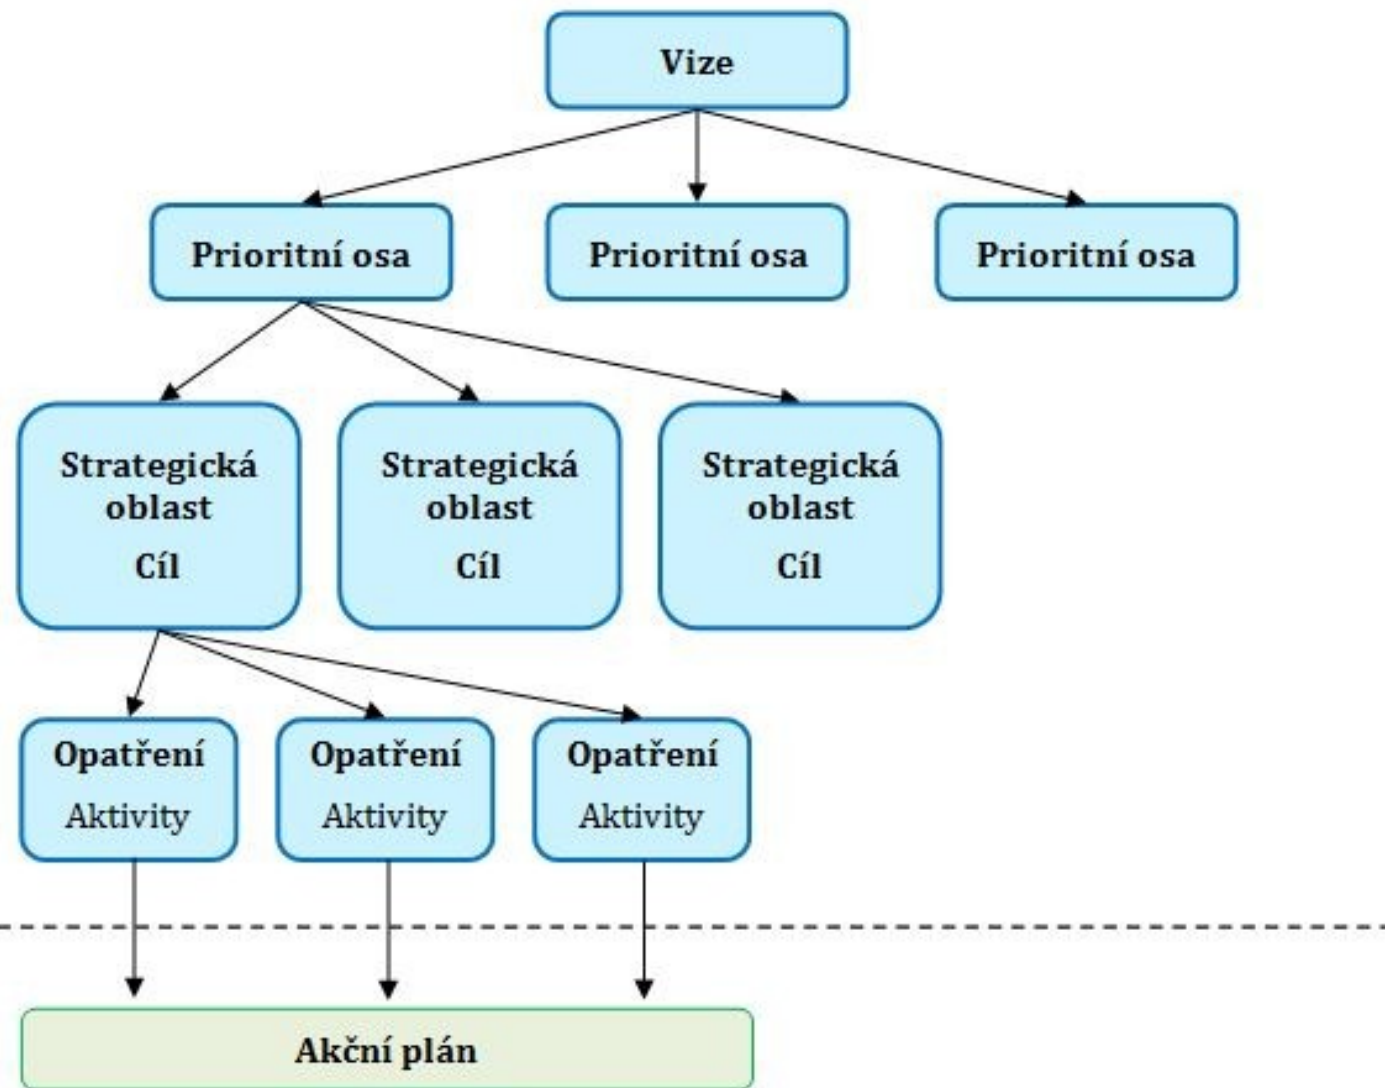 Vize
Prioritní osa
Prioritní osa
Prioritní osa
Strategická
oblast
Cíl
Strategická
oblast
Cíl
Strategická
oblast
Cíl
Opatření
Aktivity
Opatření
Aktivity
Opatření
Aktivity
Akční plán